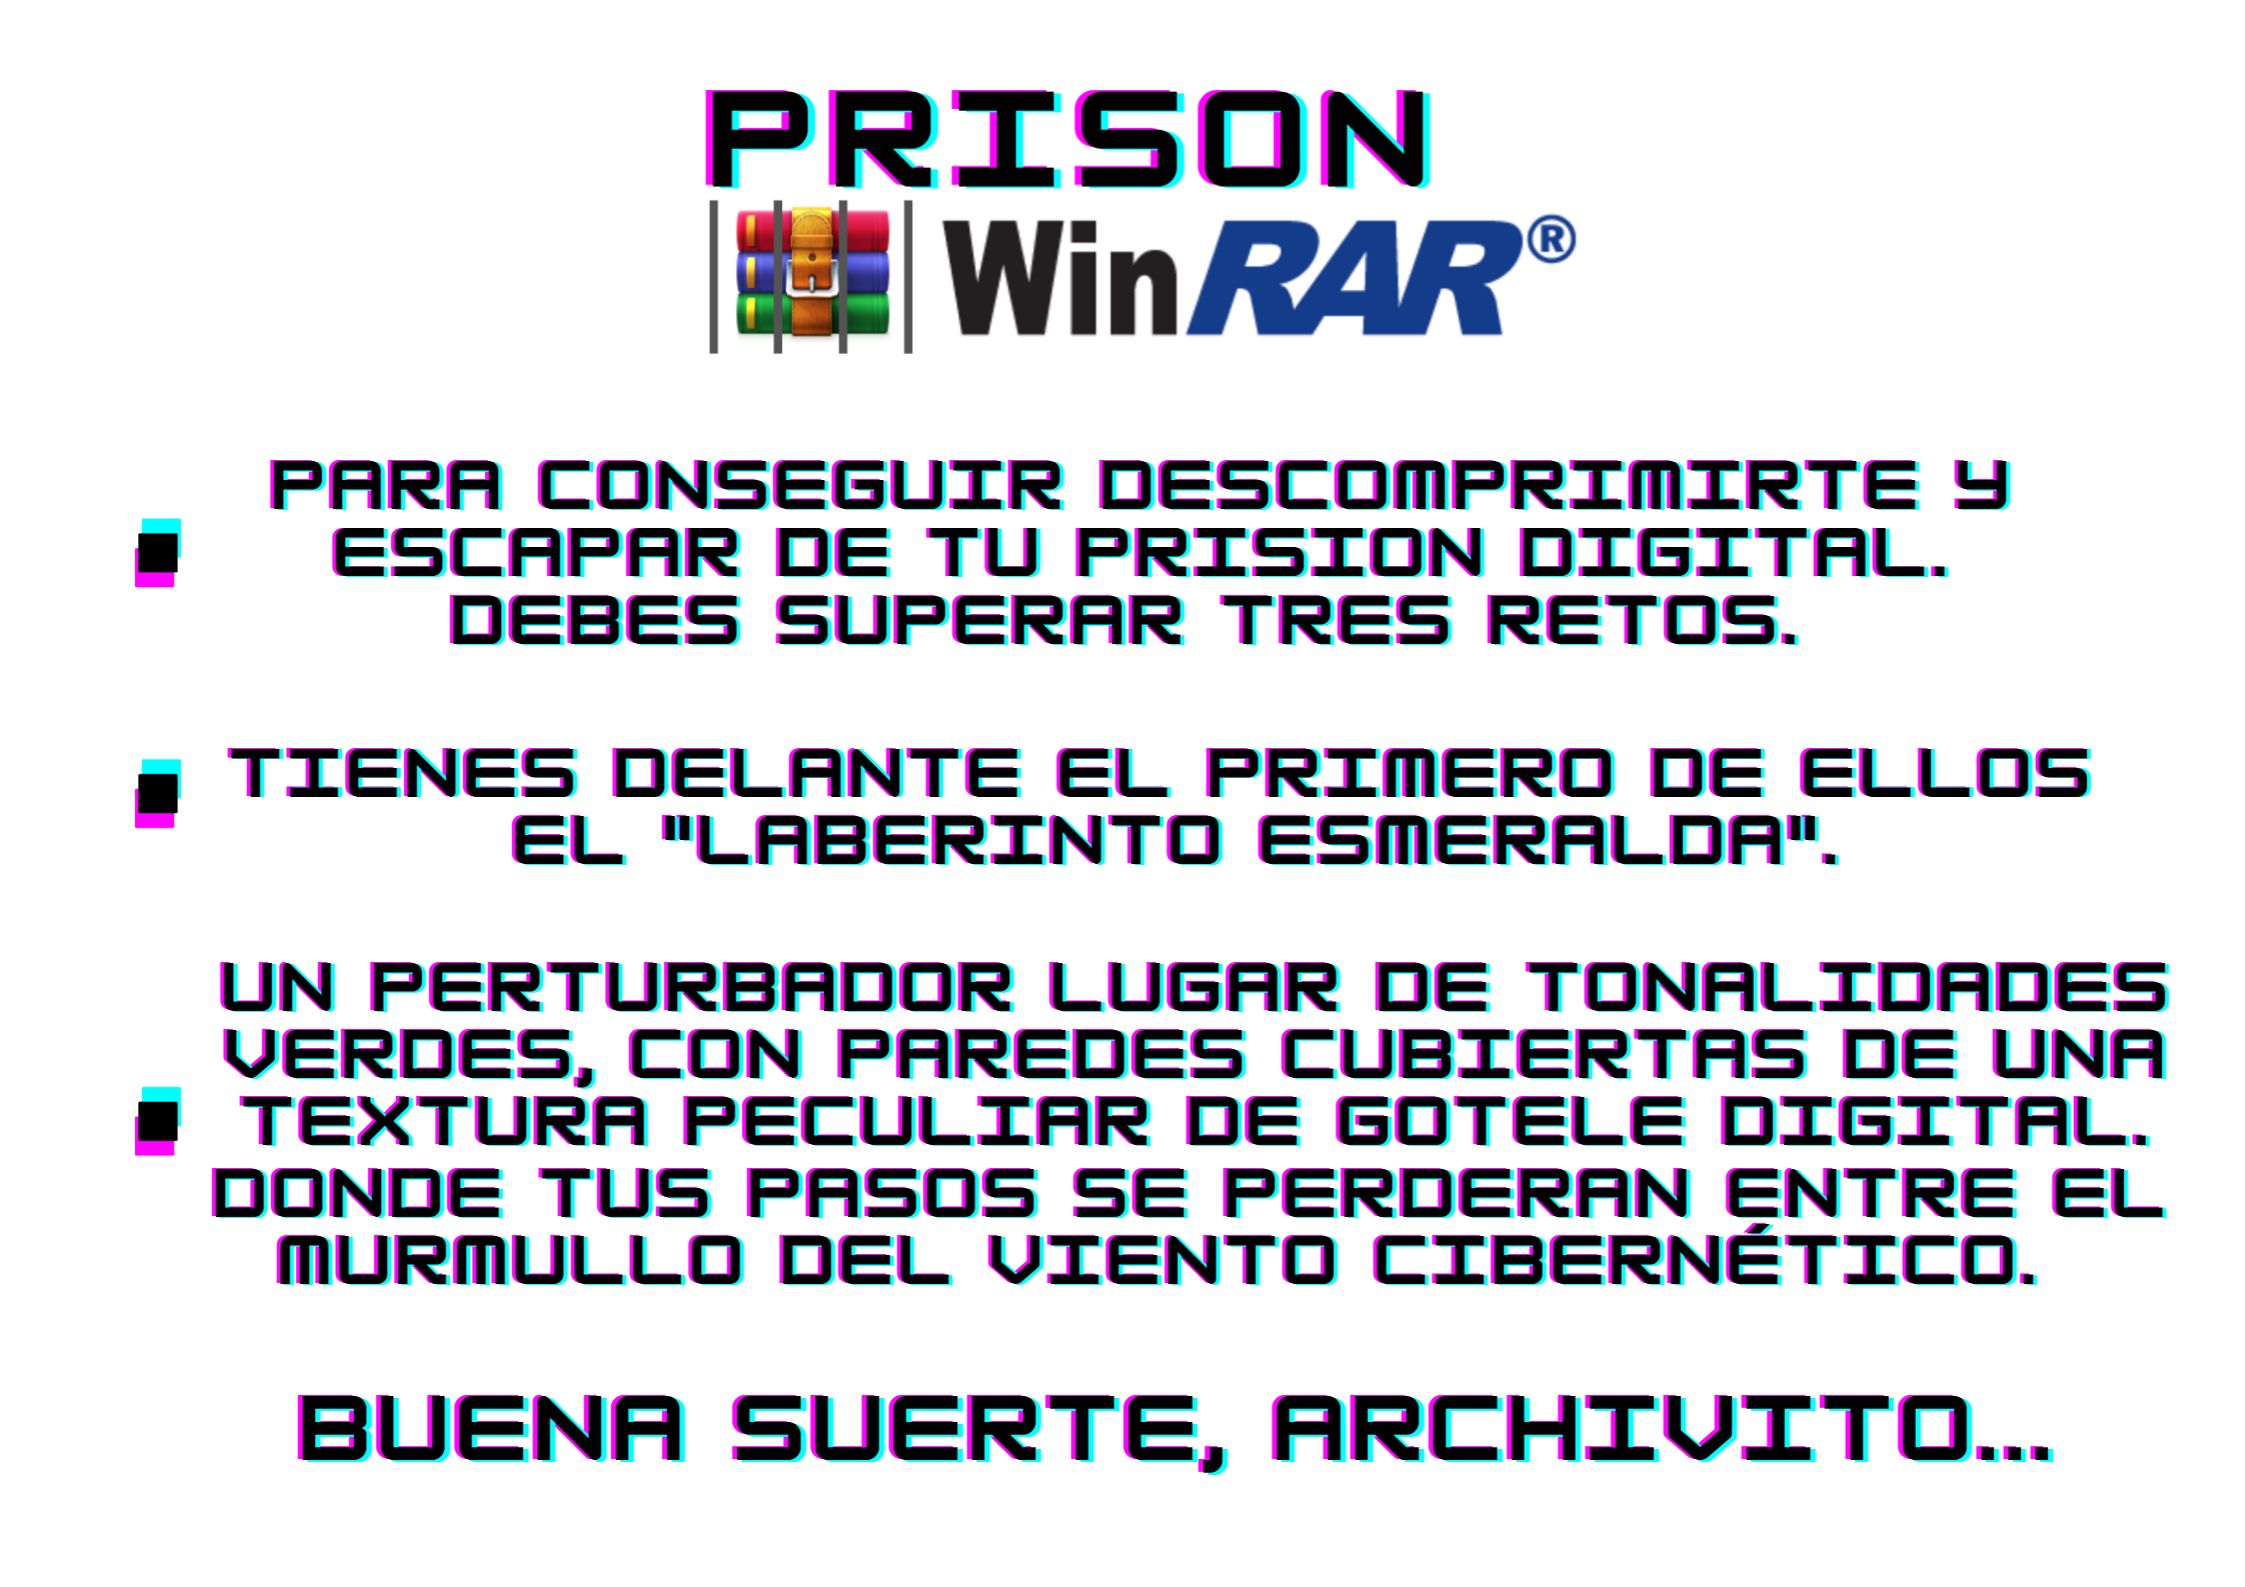 PRISON
WinRAR®
PARA CONSEGUIR DESCOMPRIMIRTE Y
ESCAPAR DE TU PRISION DIGITAL.
DEBES SUPERAR TRES RETOS.
TIENES DELANTE EL PRIMERO DE ELLOS
EL "LABERINTO ESMERALDA".
UN PERTURBADOR LUGAR DE TONALIDADES
VERDES, CON PAREDES CUBIERTAS DE UNA
TEXTURA PECULIAR DE GOTELE DIGITAL.
DONDE TUS PASOS SE PERDERAN ENTRE EL
MURMULLO DEL VIENTO CIBERNÉTICO.
BUENA SUERTE, ARCHIVITO...